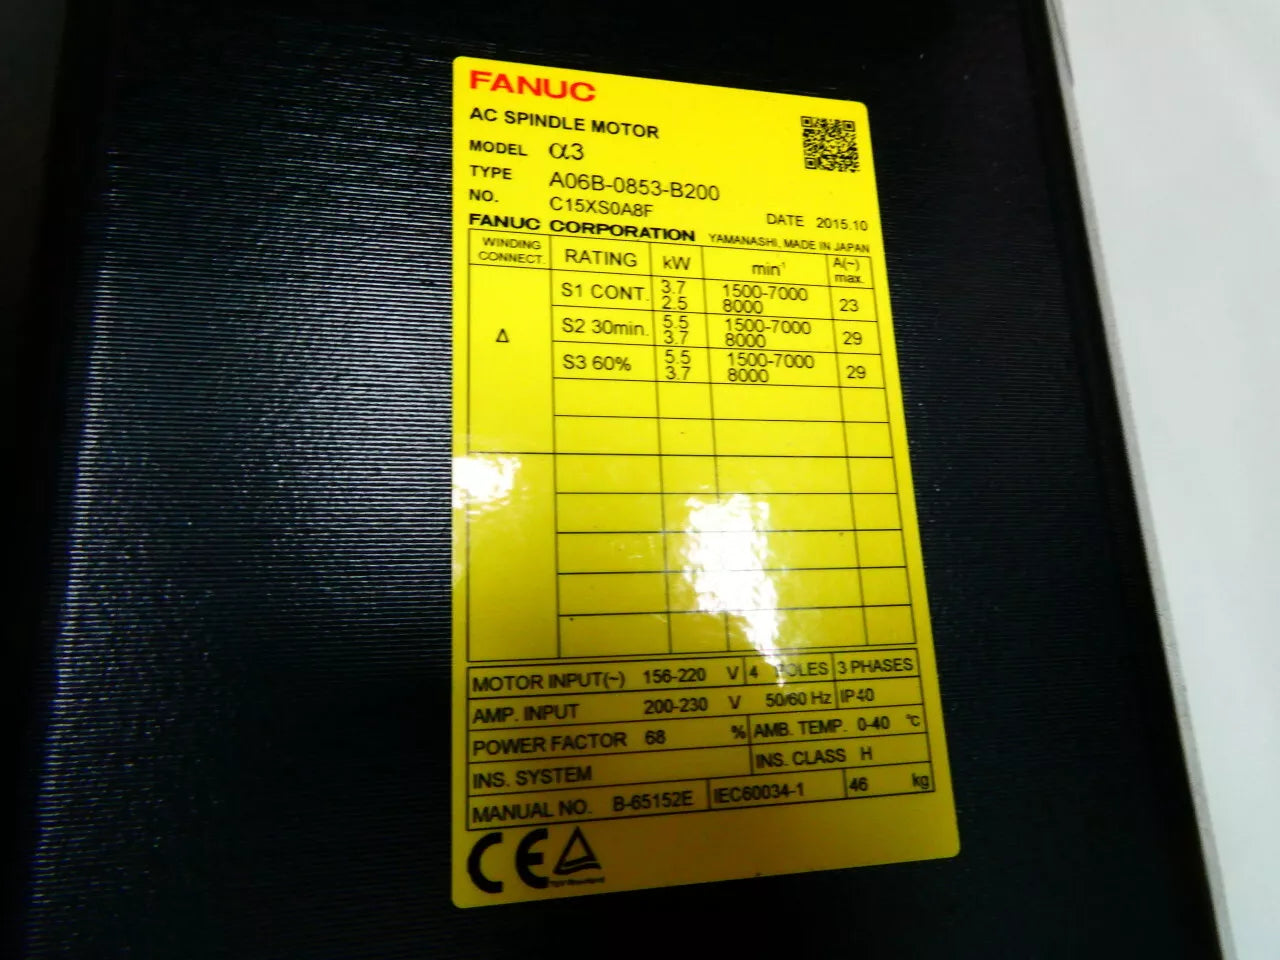 FANUC
AC SPINDLE MOTOR
MODEL α3
TYPE A06B-0853-B200
NO. C15XS0A8F DATE 2015.10
FANUC CORPORATION YAMANASHI, MADE IN JAPAN
WINDING CONNECT. RATING kW min⁻¹ A(~) max.
Δ
S1 CONT. 3.7 1500-7000 23
2.5 8000
S2 30min. 5.5 1500-7000 29
3.7 8000
S3 60% 5.5 1500-7000 29
3.7 8000
MOTOR INPUT(~) 156-220 V 4 POLES 3 PHASES
AMP. INPUT 200-230 V 50/60 Hz IP40
POWER FACTOR 68 % AMB. TEMP. 0-40 ℃
INS. SYSTEM INS. CLASS H
MANUAL NO. B-65152E IEC60034-1 46 kg
CE